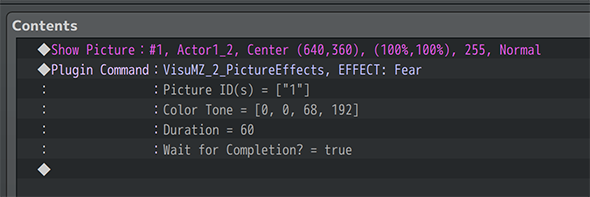 Contents
◆Show Picture：#1, Actor1_2, Center (640,360), (100%,100%), 255, Normal
◆Plugin Command：VisuMZ_2_PictureEffects, EFFECT: Fear
：　　　　　　　：Picture ID(s) = ["1"]
：　　　　　　　：Color Tone = [0, 0, 68, 192]
：　　　　　　　：Duration = 60
：　　　　　　　：Wait for Completion? = true
◆